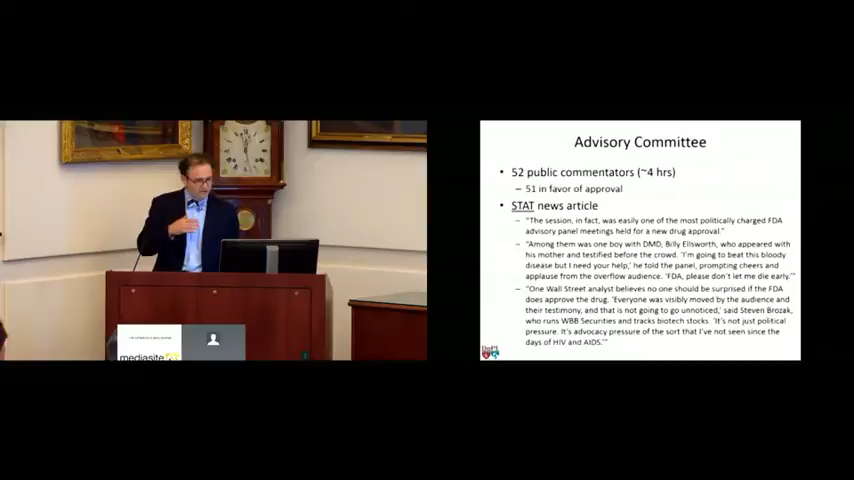 mediasite
Advisory Committee
• 52 public commentators (~4 hrs)
– 51 in favor of approval
• STAT news article
– "The session, in fact, was easily one of the most politically charged FDA
advisory panel meetings held for a new drug approval."
– "Among them was one boy with DMD, Billy Ellsworth, who appeared with
his mother and testified before the crowd. 'I'm going to beat this bloody
disease but I need your help,' he told the panel, prompting cheers and
applause from the overflow audience. 'FDA, please don't let me die early.'"
– "One Wall Street analyst believes no one should be surprised if the FDA
does approve the drug. 'Everyone was visibly moved by the audience and
their testimony, and that is not going to go unnoticed,' said Steven Brozak,
who runs WBB Securities and tracks biotech stocks. 'It's not just political
pressure. It's advocacy pressure of the sort that I've not seen since the
days of HIV and AIDS.'"